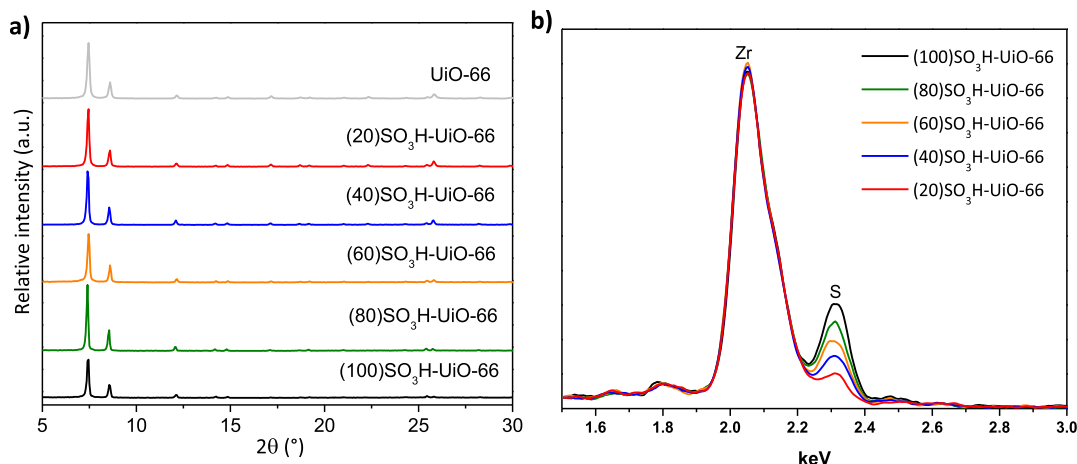 a)
Relative intensity (a.u.)
UiO-66
(20)SO₃H-UiO-66
(40)SO₃H-UiO-66
(60)SO₃H-UiO-66
(80)SO₃H-UiO-66
(100)SO₃H-UiO-66
5 10 15 20 25 30
2θ (°)
b)
Zr
S
(100)SO₃H-UiO-66
(80)SO₃H-UiO-66
(60)SO₃H-UiO-66
(40)SO₃H-UiO-66
(20)SO₃H-UiO-66
1.6 1.8 2.0 2.2 2.4 2.6 2.8 3.0
keV